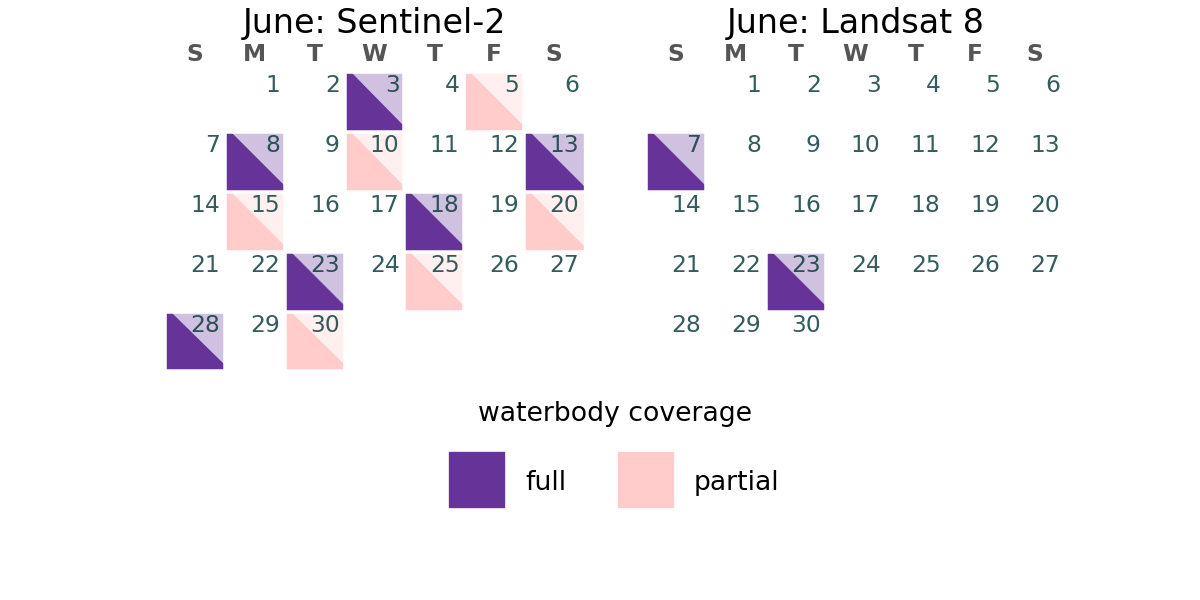 June: Sentinel-2
S M T W T F S
1 2 3 4 5 6
7 8 9 10 11 12 13
14 15 16 17 18 19 20
21 22 23 24 25 26 27
28 29 30
June: Landsat 8
S M T W T F S
1 2 3 4 5 6
7 8 9 10 11 12 13
14 15 16 17 18 19 20
21 22 23 24 25 26 27
28 29 30
waterbody coverage
full partial